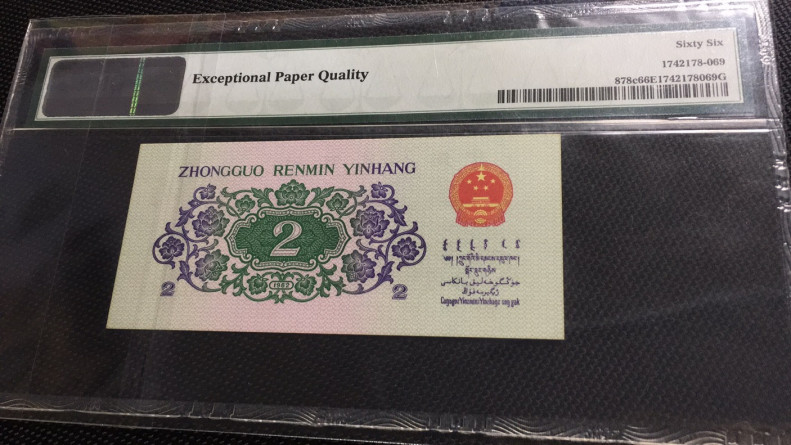 Sixty Six
Exceptional Paper Quality
1742178-069
878c66E1742178069G
ZHONGGUO RENMIN YINHANG
2
1962
2
2